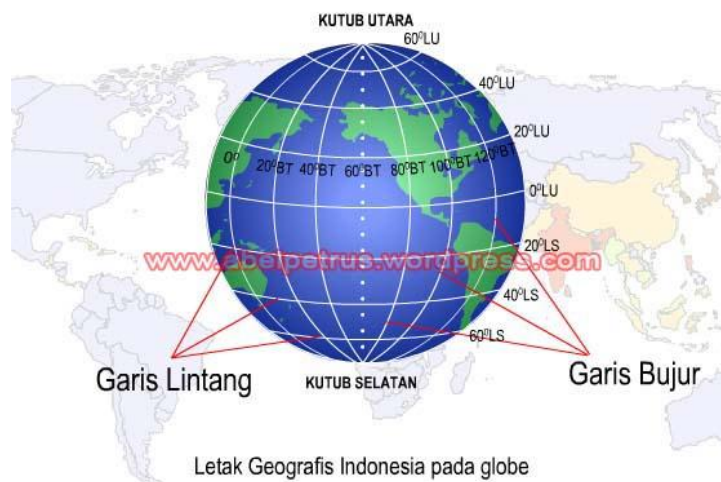 KUTUB UTARA
60⁰LU
40⁰LU
20⁰LU
0⁰ 20⁰BT 40⁰BT 60⁰BT 80⁰BT 100⁰BT 120⁰BT
0⁰LU
20⁰LS
www.abelpetrus.wordpress.com
40⁰LS
60⁰LS
Garis Lintang
KUTUB SELATAN
Garis Bujur
Letak Geografis Indonesia pada globe